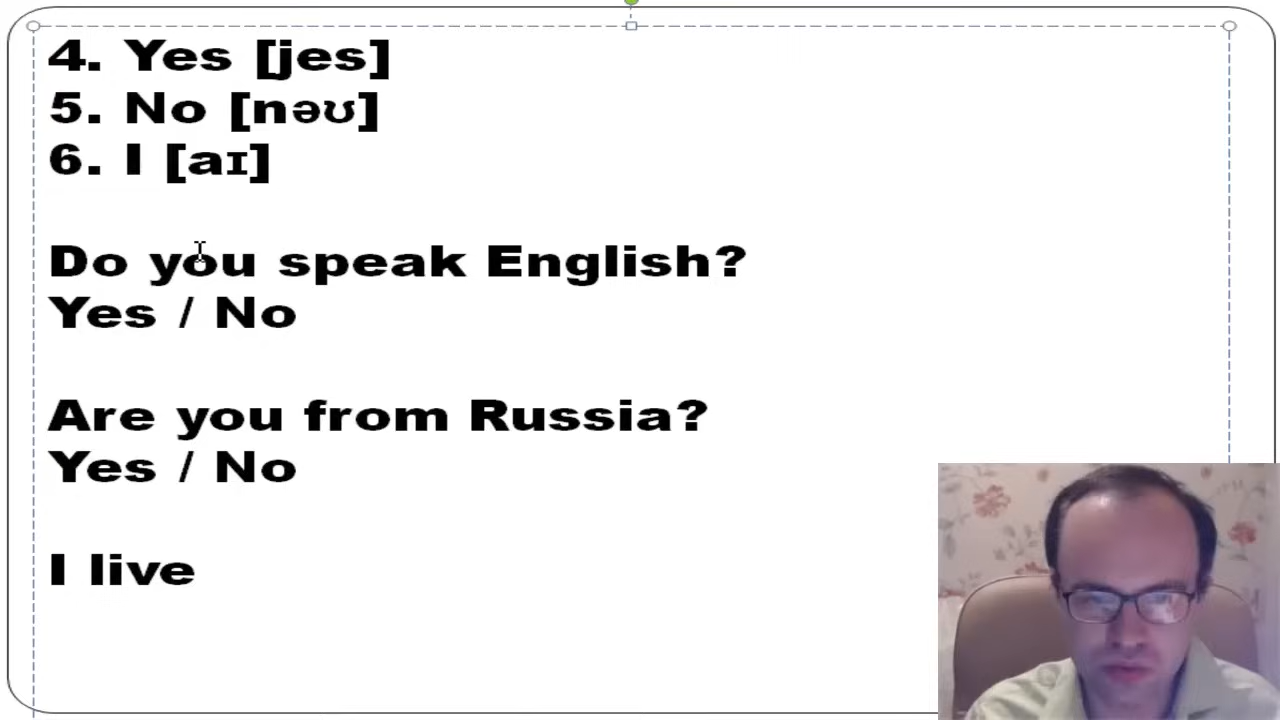 4. Yes [jes]
5. No [nəʊ]
6. I [aɪ]
Do you speak English?
Yes / No
Are you from Russia?
Yes / No
I live